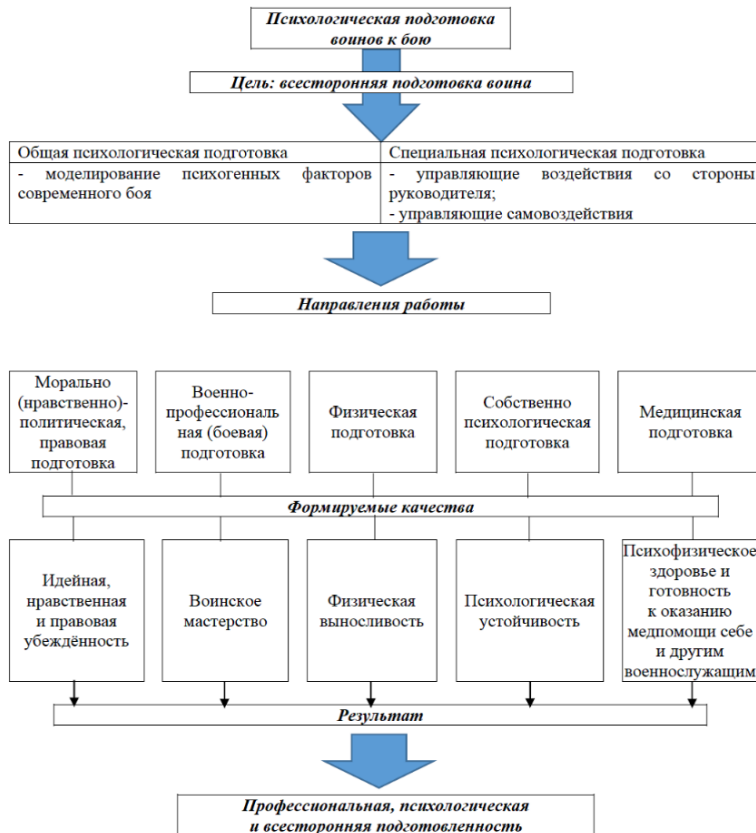 Психологическая подготовка
воинов к бою
Цель: всесторонняя подготовка воина
Общая психологическая подготовка
- моделирование психогенных факторов
современного боя
Специальная психологическая подготовка
- управляющие воздействия со стороны
руководителя;
- управляющие самовоздействия
Направления работы
Морально
(нравственно)-
политическая,
правовая
подготовка
Военно-
профессиональ
ная (боевая)
подготовка
Физическая
подготовка
Собственно
психологическая
подготовка
Медицинская
подготовка
Формируемые качества
Идейная,
нравственная
и правовая
убеждённость
Воинское
мастерство
Физическая
выносливость
Психологическая
устойчивость
Психофизическое
здоровье и
готовность
к оказанию
медпомощи себе
и другим
военнослужащим
Результат
Профессиональная, психологическая
и всесторонняя подготовленность